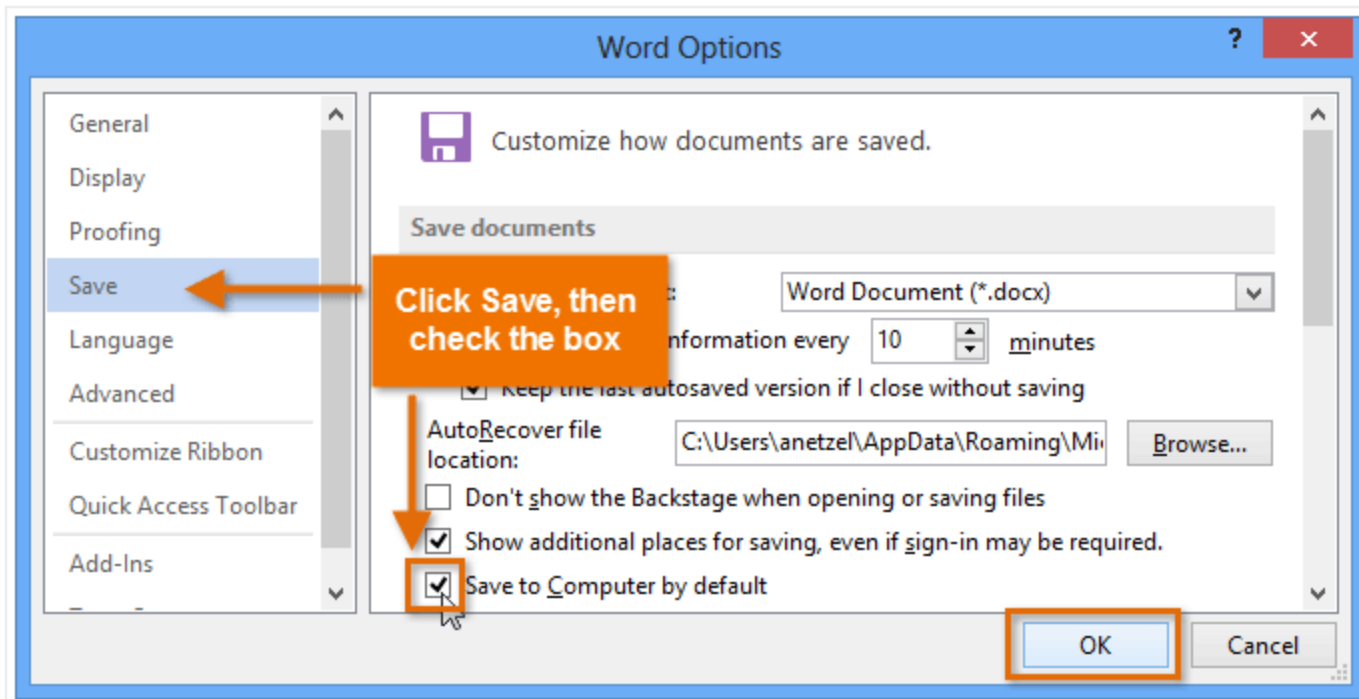 Word Options
?
General
Display
Proofing
Save
Language
Advanced
Customize Ribbon
Quick Access Toolbar
Add-Ins
Customize how documents are saved.
Save documents
Click Save, then
check the box
Word Document (*.docx)
nformation every 10 minutes
Keep the last autosaved version if I close without saving
AutoRecover file
location:
C:\Users\anetzel\AppData\Roaming\Mi
Browse...
Don't show the Backstage when opening or saving files
Show additional places for saving, even if sign-in may be required.
Save to Computer by default
OK Cancel